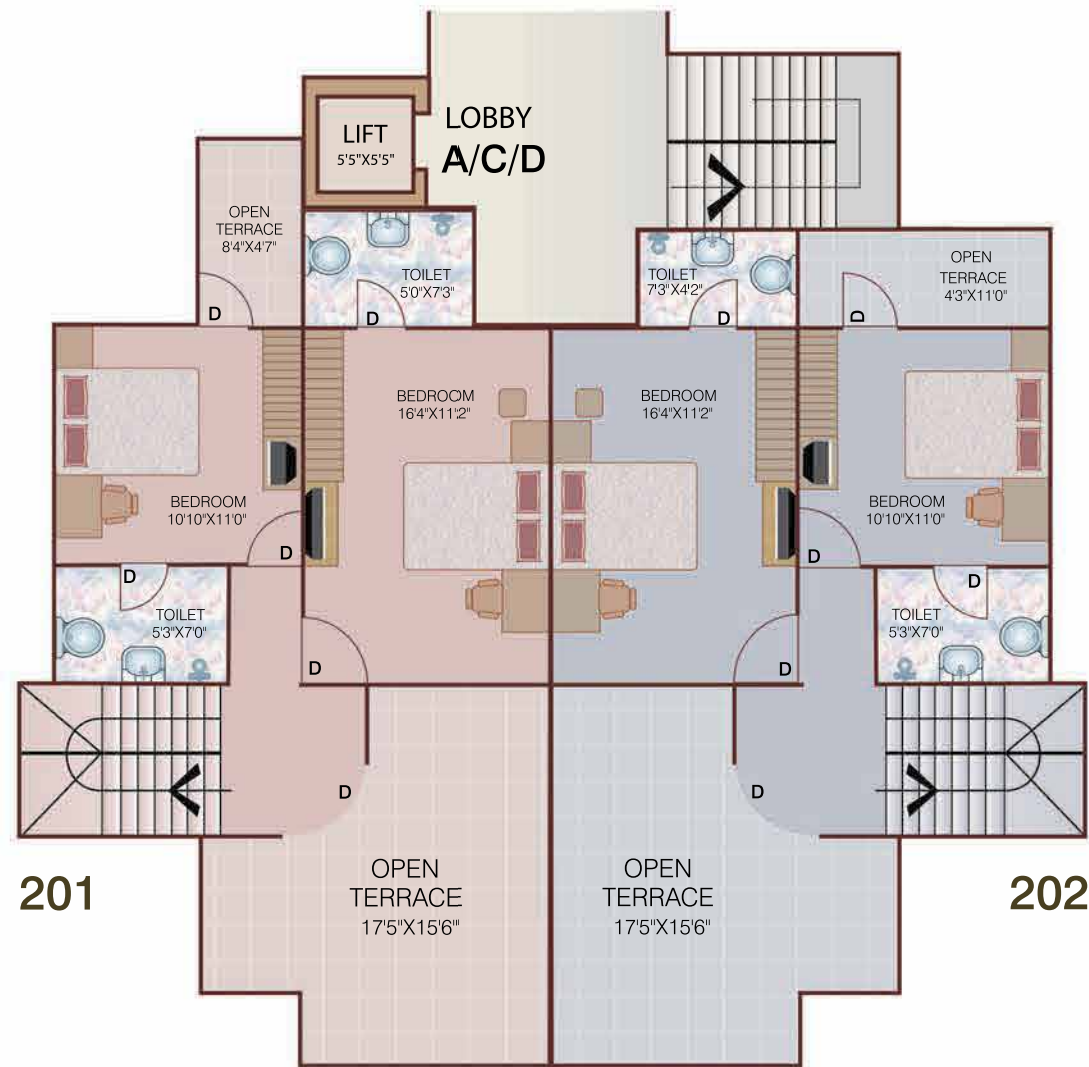 LOBBY
A/C/D
LIFT
5'5"X5'5"
OPEN
TERRACE
8'4"X4'7"
TOILET
5'0"X7'3"
TOILET
7'3"X4'2"
OPEN
TERRACE
4'3"X11'0"
D
D
D
D
BEDROOM
16'4"X11'2"
BEDROOM
16'4"X11'2"
BEDROOM
10'10"X11'0"
BEDROOM
10'10"X11'0"
D
D
D
D
TOILET
5'3"X7'0"
TOILET
5'3"X7'0"
D
D
D
D
201
OPEN
TERRACE
17'5"X15'6"
OPEN
TERRACE
17'5"X15'6"
202